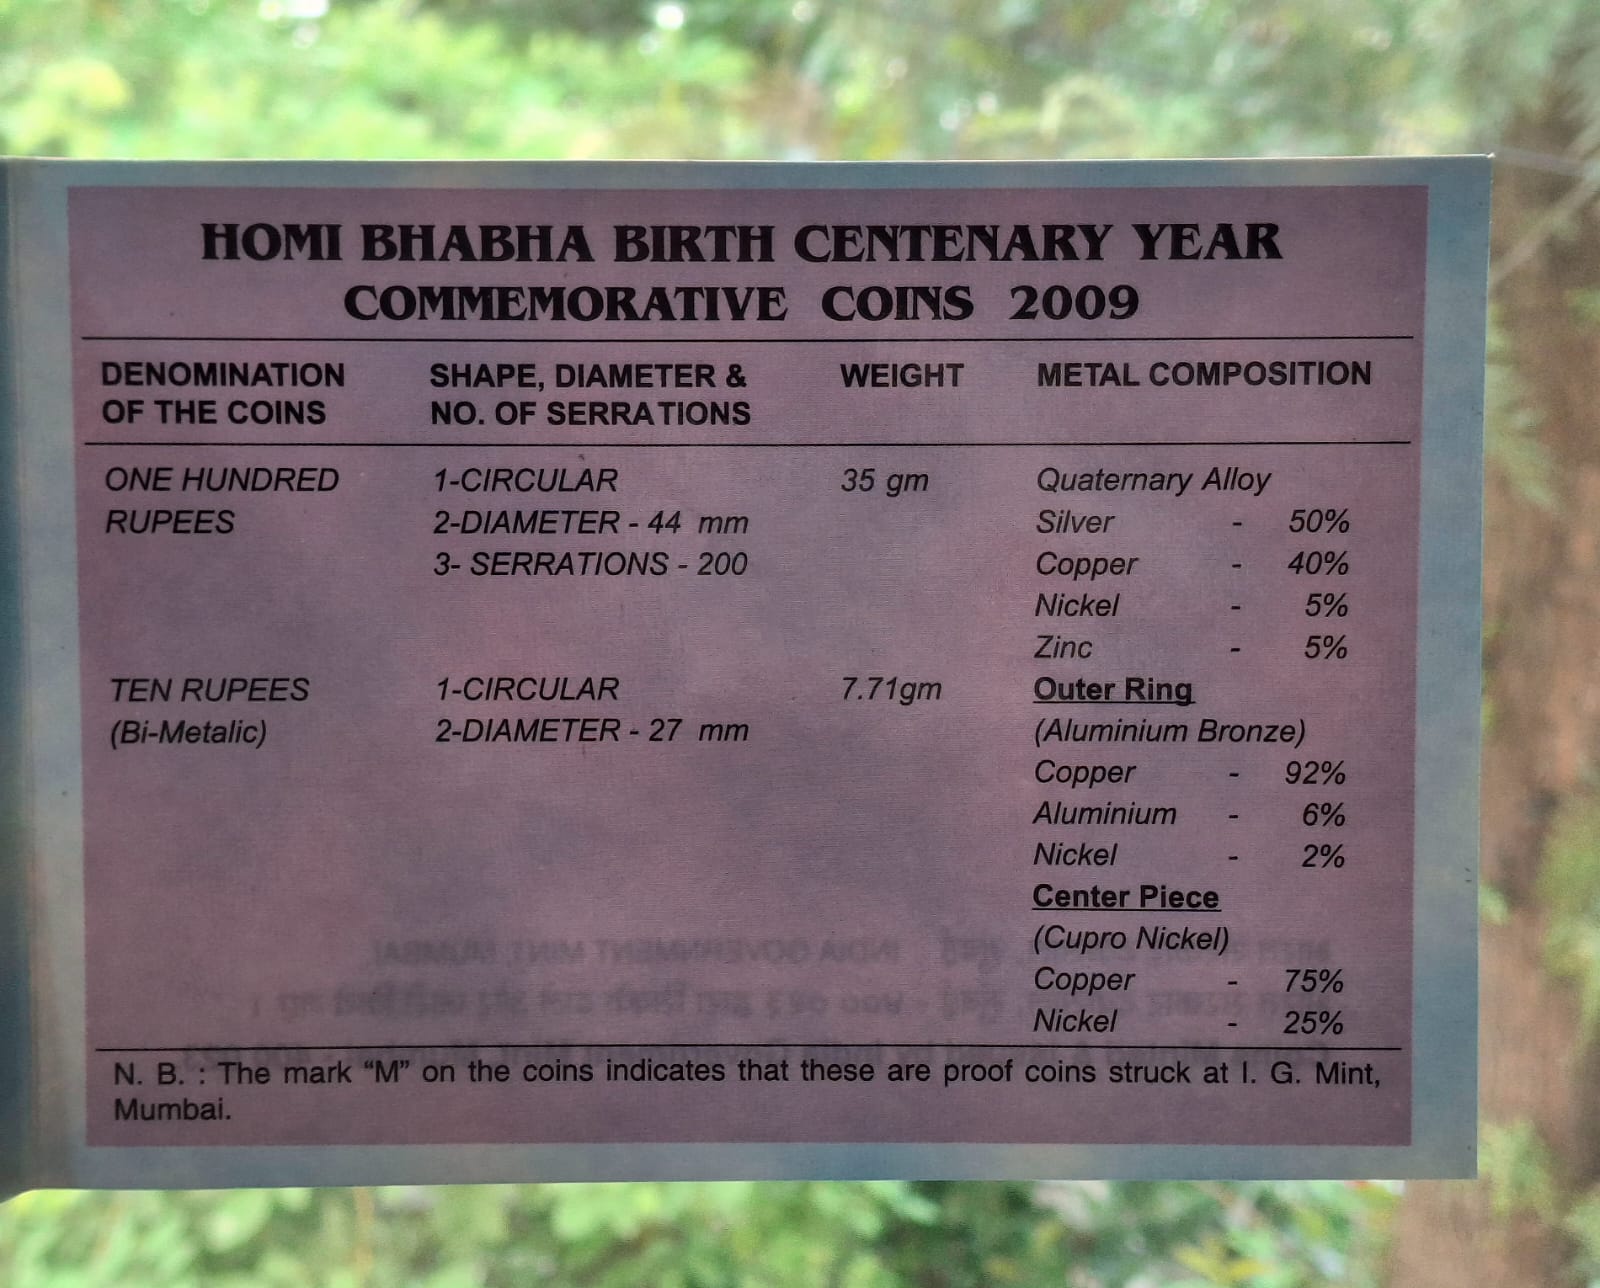 HOMI BHABHA BIRTH CENTENARY YEAR
COMMEMORATIVE COINS 2009
DENOMINATION OF THE COINS
SHAPE, DIAMETER & NO. OF SERRATIONS
WEIGHT
METAL COMPOSITION
ONE HUNDRED 1-CIRCULAR 35 gm Quaternary Alloy
RUPEES 2-DIAMETER - 44 mm Silver - 50%
3- SERRATIONS - 200 Copper - 40%
Nickel - 5%
Zinc - 5%
TEN RUPEES 1-CIRCULAR 7.71gm Outer Ring
(Bi-Metalic) 2-DIAMETER - 27 mm (Aluminium Bronze)
Copper - 92%
Aluminium - 6%
Nickel - 2%
Center Piece
(Cupro Nickel)
INDIA GOVERNMENT MINT, MUMBAI
Copper - 75%
Nickel - 25%
N. B. : The mark “M” on the coins indicates that these are proof coins struck at I. G. Mint,
Mumbai.